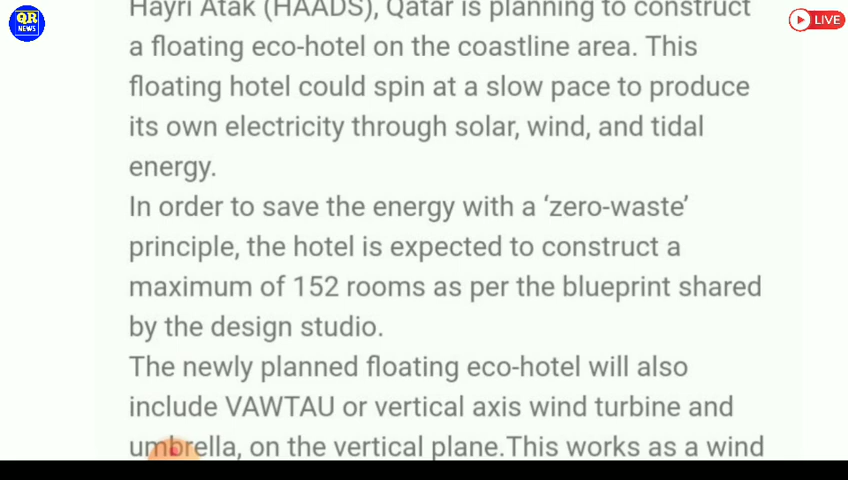 Hayri Atak (HAADS), Qatar is planning to construct
QR
NEWS
LIVE
a floating eco-hotel on the coastline area. This
floating hotel could spin at a slow pace to produce
its own electricity through solar, wind, and tidal
energy.
In order to save the energy with a ‘zero-waste’
principle, the hotel is expected to construct a
maximum of 152 rooms as per the blueprint shared
by the design studio.
The newly planned floating eco-hotel will also
include VAWTAU or vertical axis wind turbine and
umbrella, on the vertical plane.This works as a wind